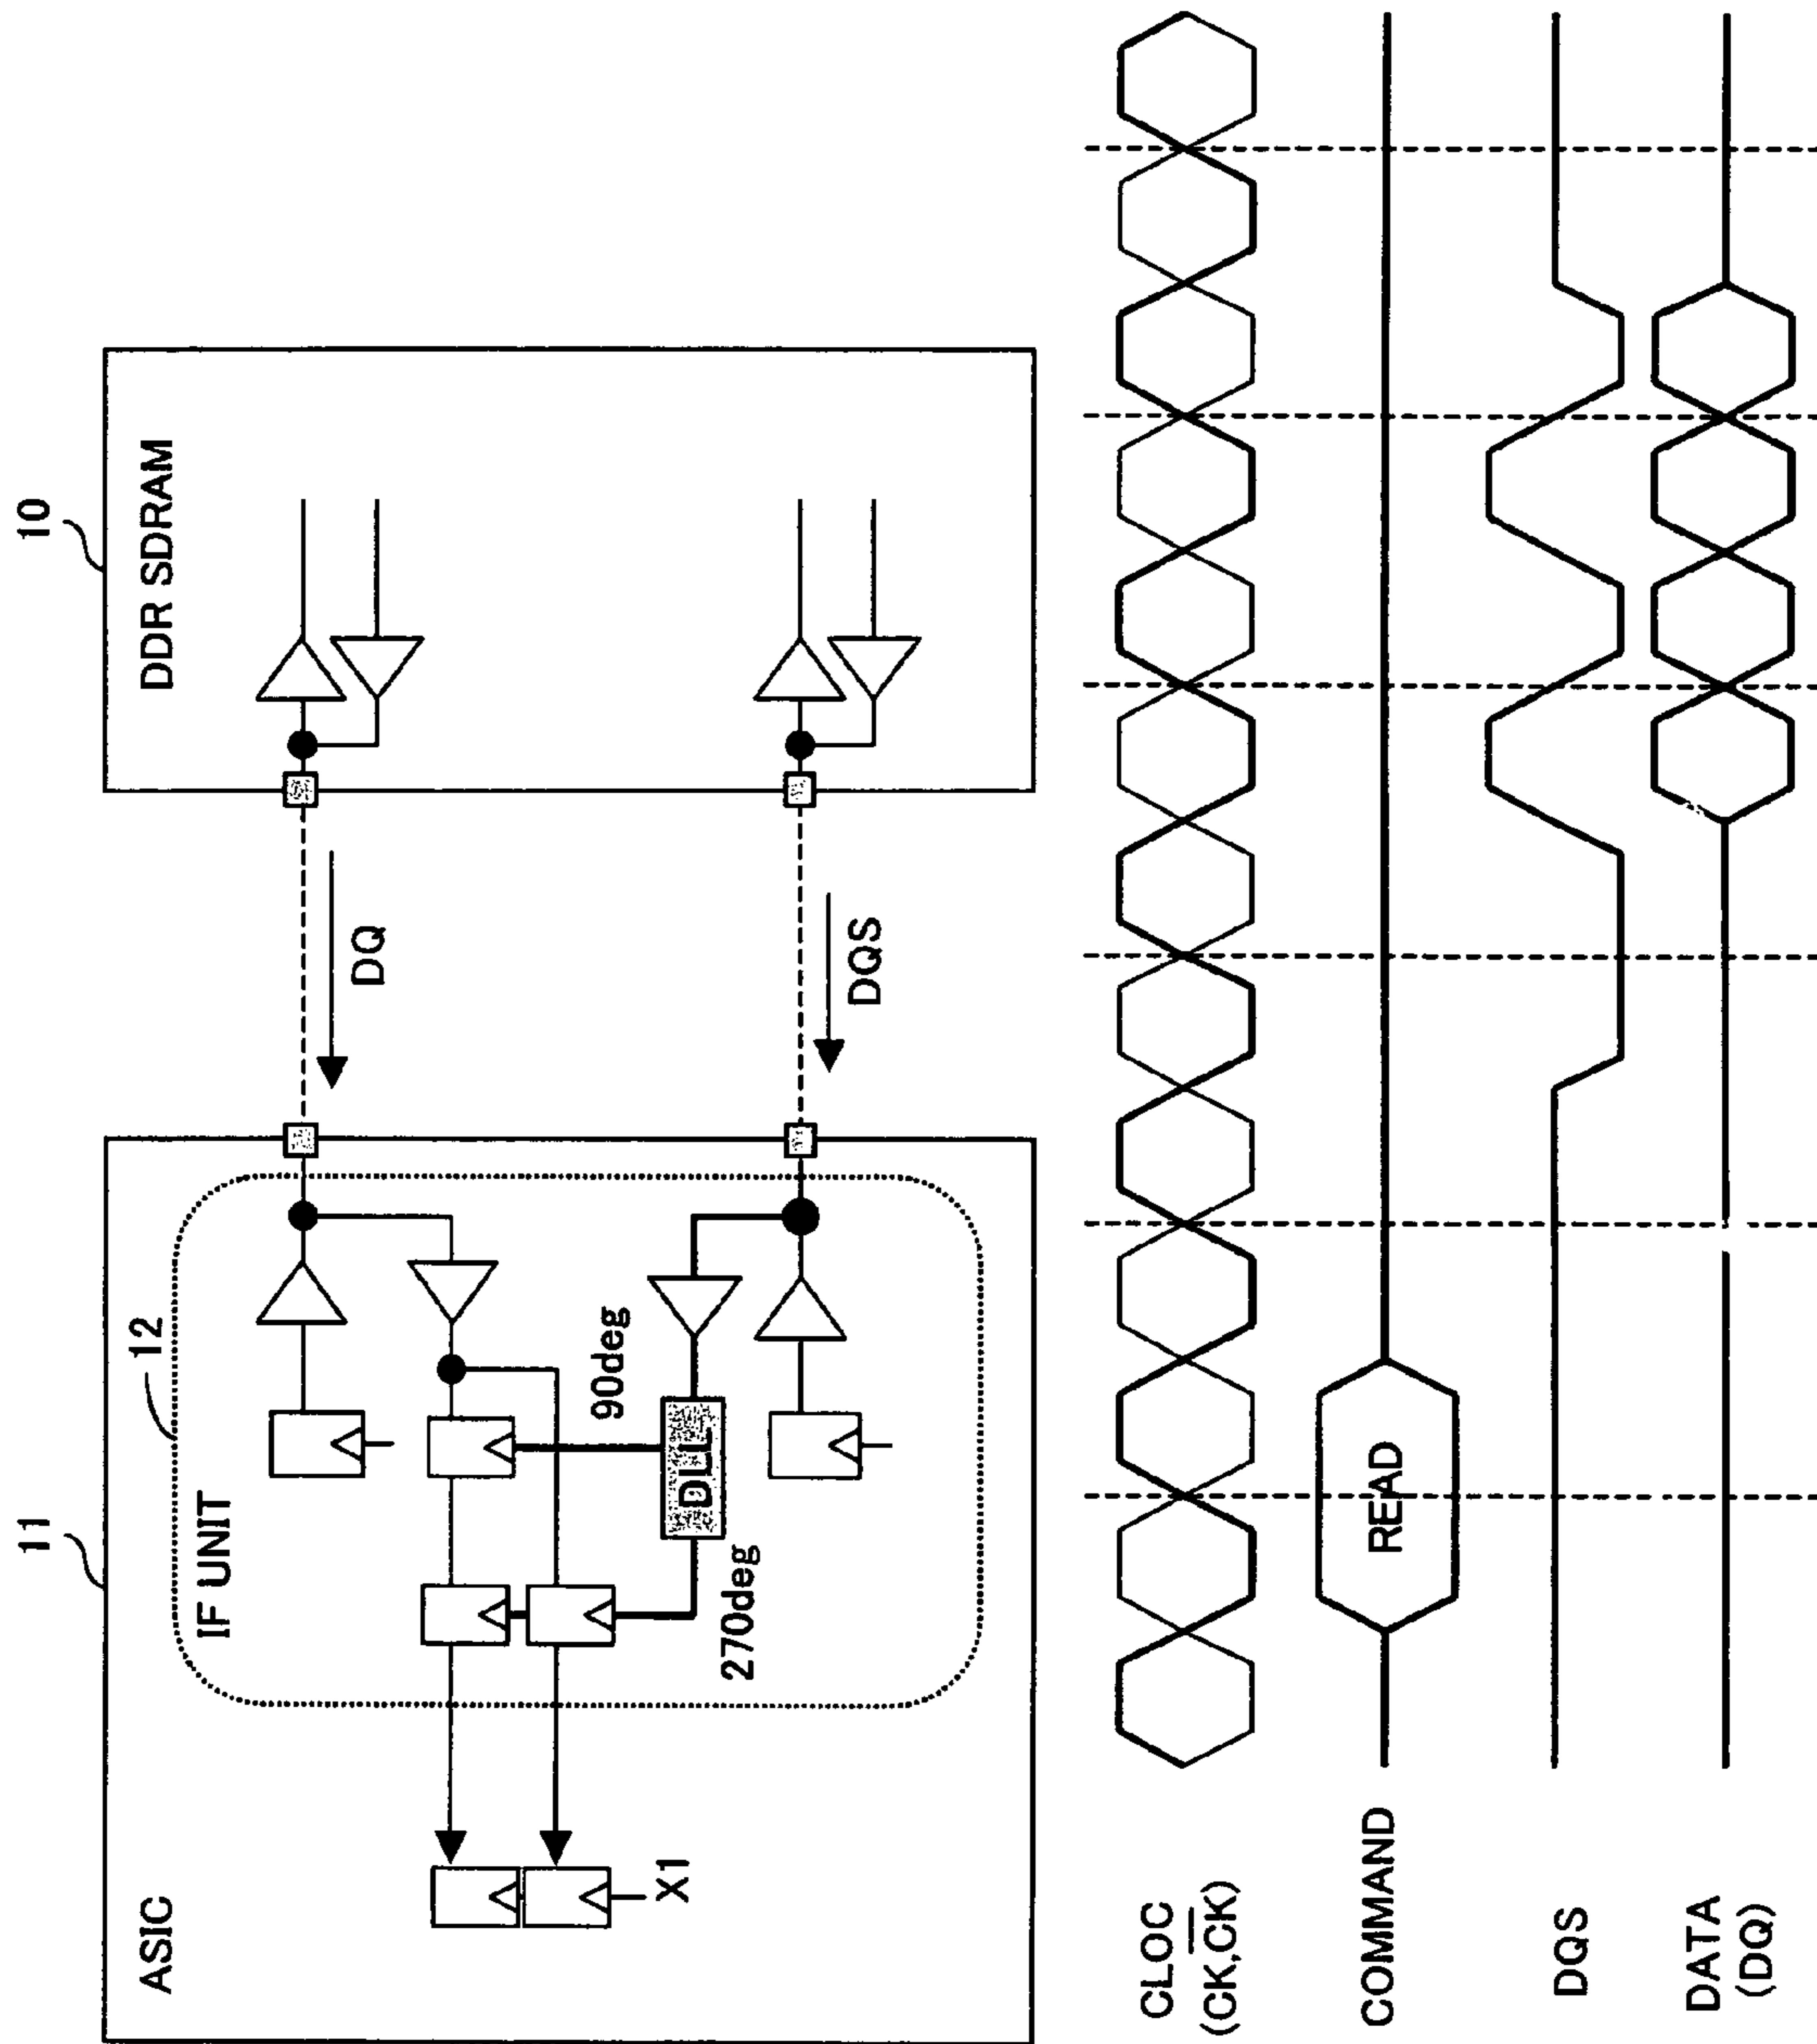 11
12
10
ASIC
IF UNIT
DDR SDRAM
DQ
90deg
DLL
270deg
X1
DQS
CLOC
(CK,C̅K̅)
COMMAND
READ
DQS
DATA
(DQ)